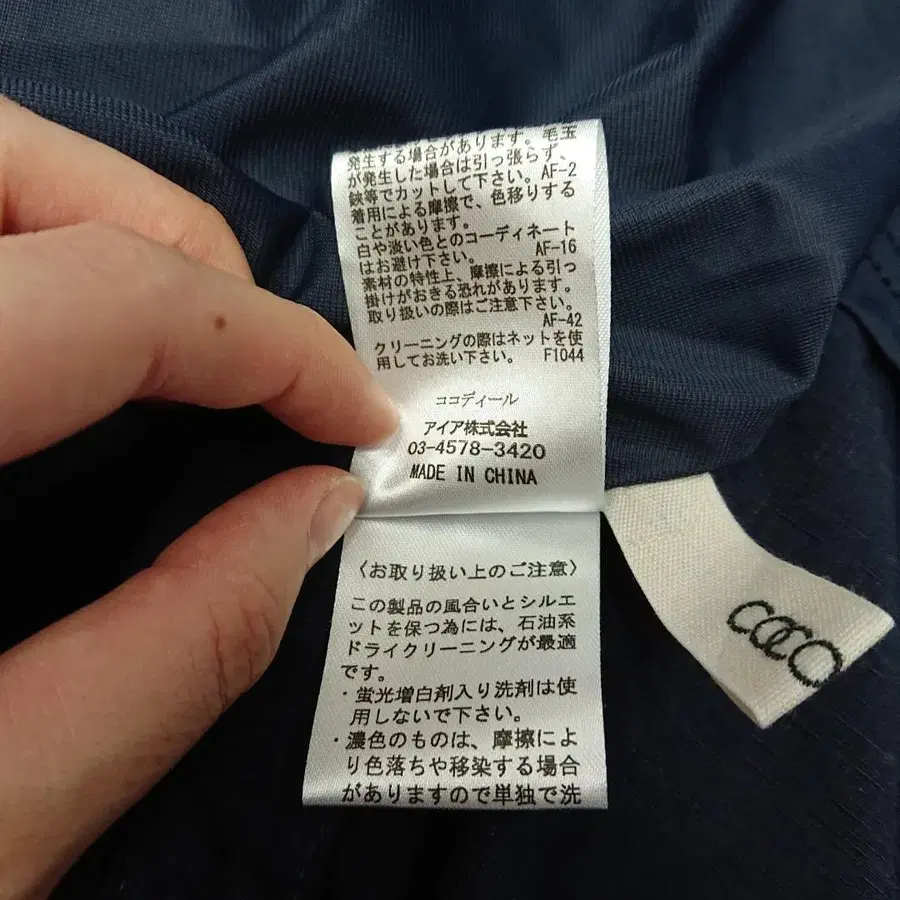 発生する場合があります。毛玉
が発生した場合は引っ張らず、
鋏等でカットして下さい。AF-2
着用による摩擦で、色移りする
ことがあります。
白や淡い色とのコーディネート
はお避け下さい。 AF-16
素材の特性上、摩擦による引っ
掛けがおきる恐れがあります。
取り扱いの際はご注意下さい。
AF-42
クリーニングの際はネットを使
用してお洗い下さい。 F1044
ココディール
アイア株式会社
03-4578-3420
MADE IN CHINA
〈お取り扱い上のご注意〉
この製品の風合いとシルエ
ットを保つ為には、石油系
ドライクリーニングが最適
です。
・蛍光増白剤入り洗剤は使
用しないで下さい。
・濃色のものは、摩擦によ
り色落ちや移染する場合
がありますので単独で洗
COCO